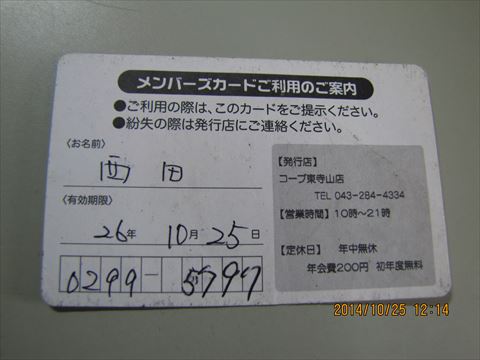 メンバーズカードご利用のご案内
●ご利用の際は、このカードをご提示ください。
●紛失の際は発行店にご連絡ください。
〈お名前〉
西田
〈有効期限〉
26年 10月 25日
0299-5797
【発行店】
コープ東寺山店
TEL 043-284-4334
【営業時間】10時〜21時
【定休日】 年中無休
年会費200円 初年度無料
2014/10/25 12:14